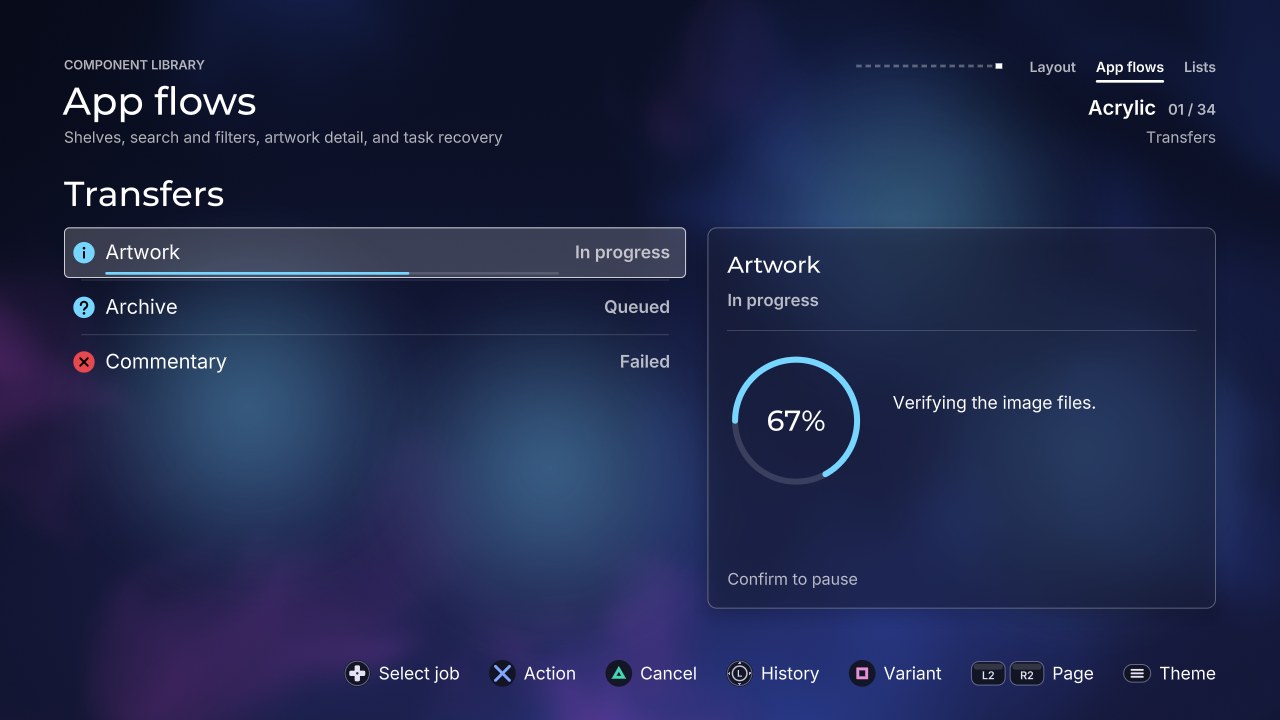 COMPONENT LIBRARY
App flows
Shelves, search and filters, artwork detail, and task recovery
Layout App flows Lists
Acrylic 01 / 34
Transfers
Transfers
Artwork In progress
Archive Queued
Commentary Failed
Artwork
In progress
67%
Verifying the image files.
Confirm to pause
Select job Action Cancel L History Variant L2 R2 Page Theme